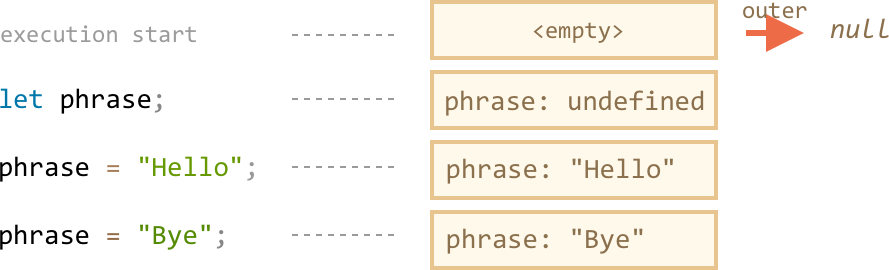 outer
execution start <empty> null
let phrase; phrase: undefined
phrase = "Hello"; phrase: "Hello"
phrase = "Bye"; phrase: "Bye"